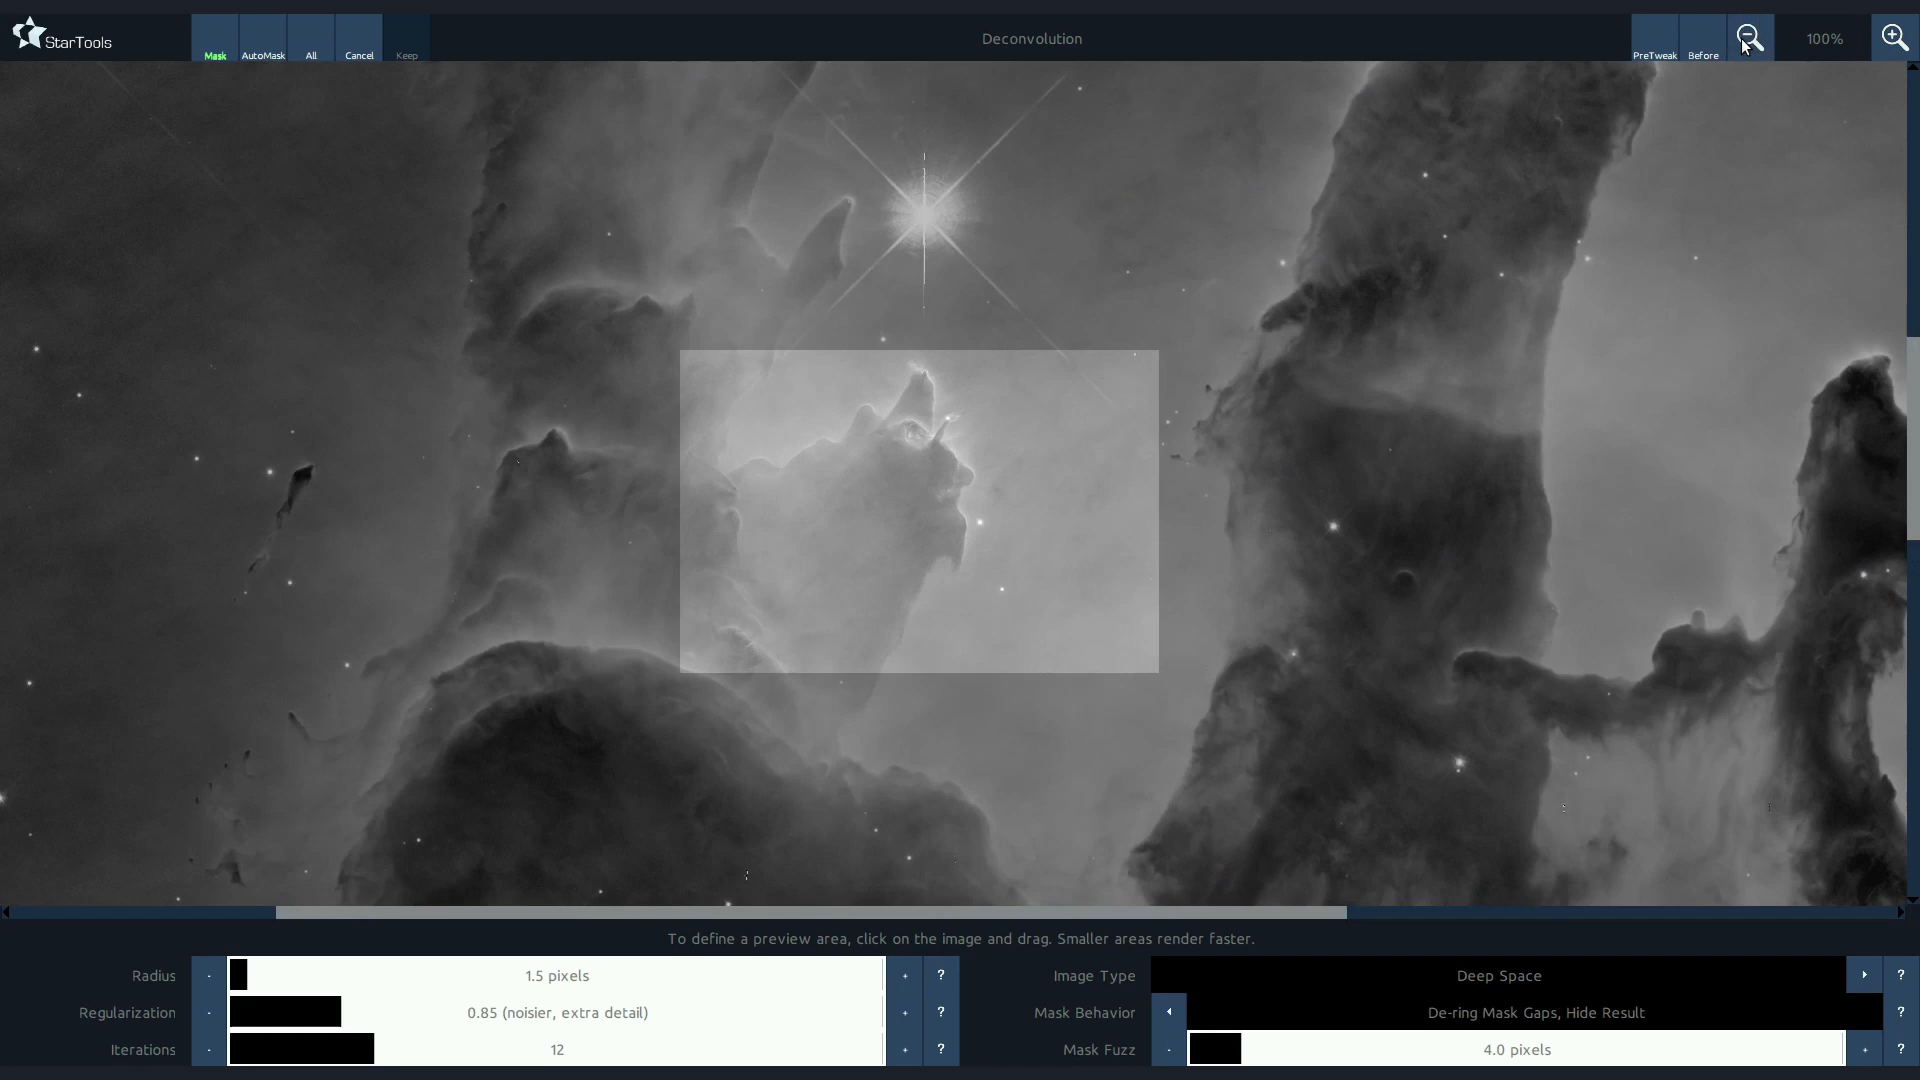 StarTools
Mask AutoMask All Cancel Keep
Deconvolution
PreTweak Before 100%
To define a preview area, click on the image and drag. Smaller areas render faster.
Radius - 1.5 pixels + ? Image Type Deep Space ?
Regularization - 0.85 (noisier, extra detail) + ? Mask Behavior De-ring Mask Gaps, Hide Result ?
Iterations - 12 + ? Mask Fuzz - 4.0 pixels + ?